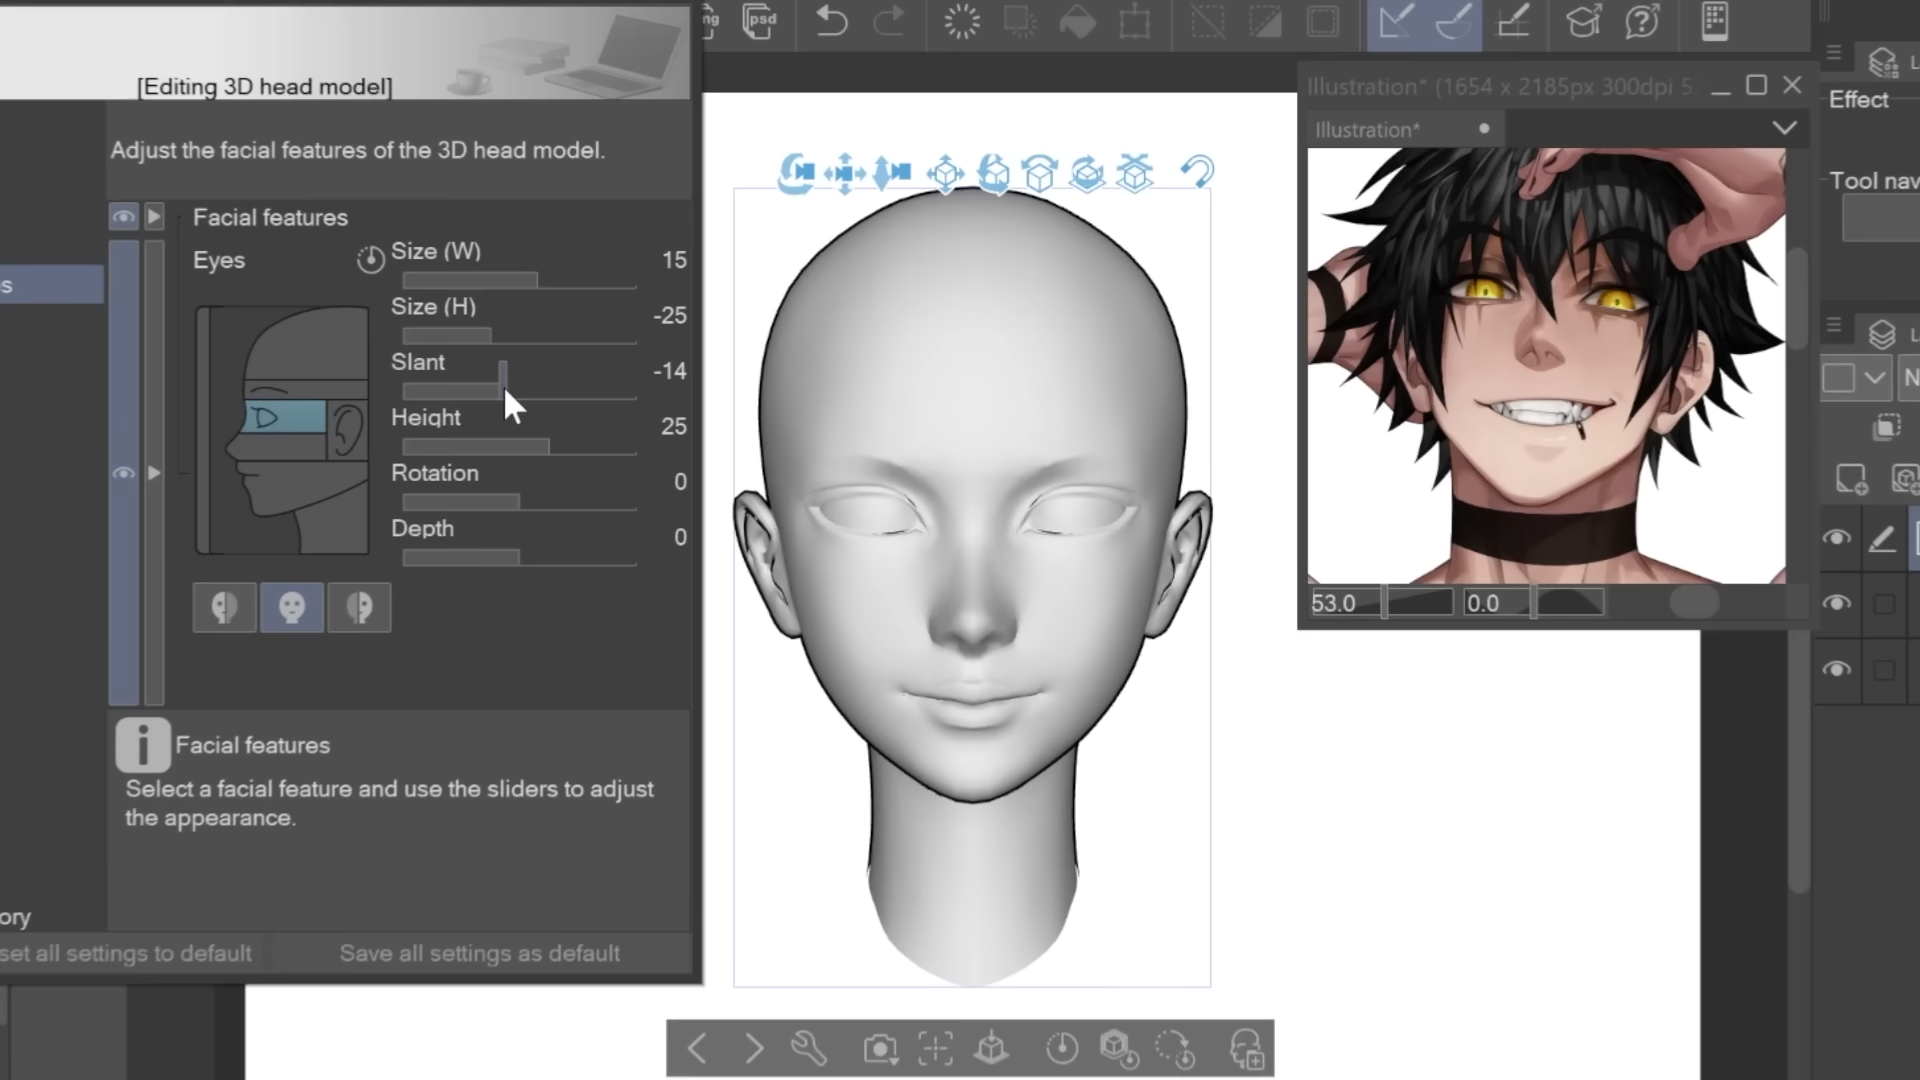 [Editing 3D head model]
Adjust the facial features of the 3D head model.
Facial features
Eyes
Size (W)
15
Size (H)
-25
Slant
-14
Height
25
Rotation
0
Depth
0
Facial features
Select a facial feature and use the sliders to adjust
the appearance.
ory
set all settings to default
Save all settings as default
psd
Illustration* (1654 x 2185px 300dpi 5
Illustration*
53.0
0.0
Effect
Tool nav